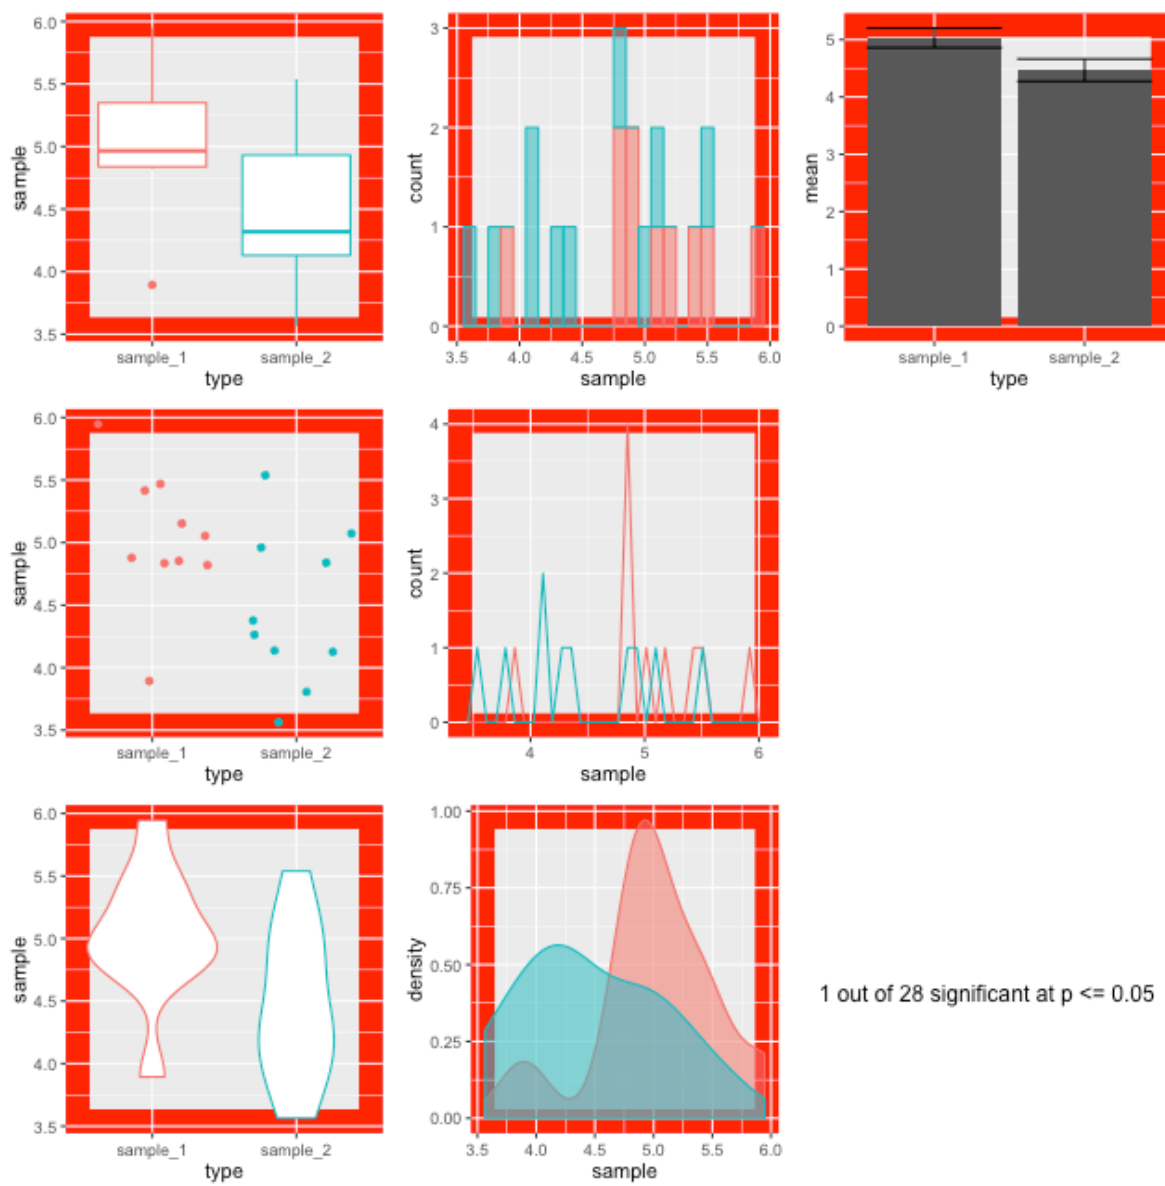 6.0
5.5
5.0
4.5
4.0
3.5
sample
sample_1
sample_2
type
3
2
1
0
count
3.5
4.0
4.5
5.0
5.5
6.0
sample
5
4
3
2
1
0
mean
sample_1
sample_2
type
6.0
5.5
5.0
4.5
4.0
3.5
sample
sample_1
sample_2
type
4
3
2
1
0
count
4
5
6
sample
6.0
5.5
5.0
4.5
4.0
3.5
sample
sample_1
sample_2
type
1.00
0.75
0.50
0.25
0.00
density
3.5
4.0
4.5
5.0
5.5
6.0
sample
1 out of 28 significant at p <= 0.05